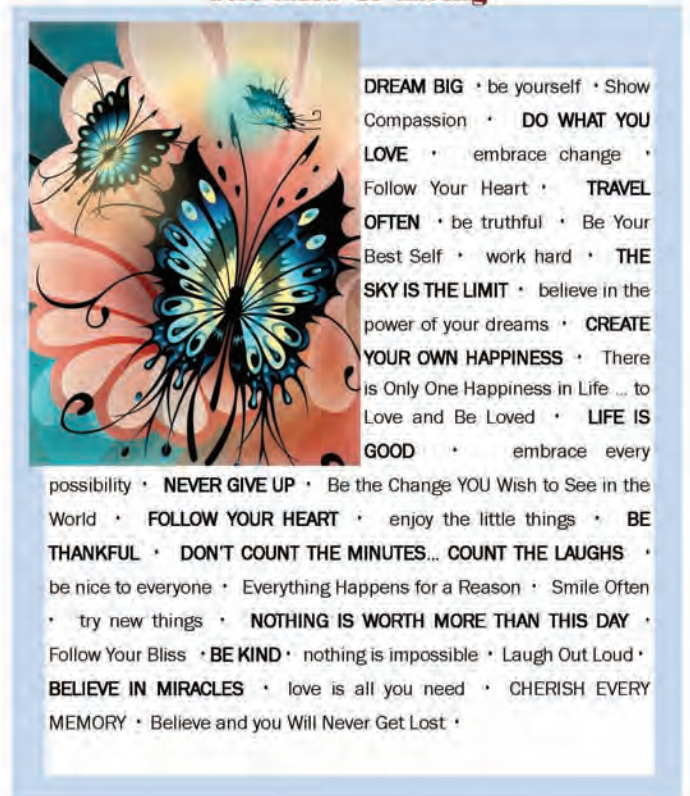 DREAM BIG · be yourself · Show
Compassion · DO WHAT YOU
LOVE · embrace change ·
Follow Your Heart · TRAVEL
OFTEN · be truthful · Be Your
Best Self · work hard · THE
SKY IS THE LIMIT · believe in the
power of your dreams · CREATE
YOUR OWN HAPPINESS · There
is Only One Happiness in Life ... to
Love and Be Loved · LIFE IS
GOOD · embrace every
possibility · NEVER GIVE UP · Be the Change YOU Wish to See in the
World · FOLLOW YOUR HEART · enjoy the little things · BE
THANKFUL · DON'T COUNT THE MINUTES... COUNT THE LAUGHS ·
be nice to everyone · Everything Happens for a Reason · Smile Often
· try new things · NOTHING IS WORTH MORE THAN THIS DAY ·
Follow Your Bliss · BE KIND · nothing is impossible · Laugh Out Loud ·
BELIEVE IN MIRACLES · love is all you need · CHERISH EVERY
MEMORY · Believe and you Will Never Get Lost ·